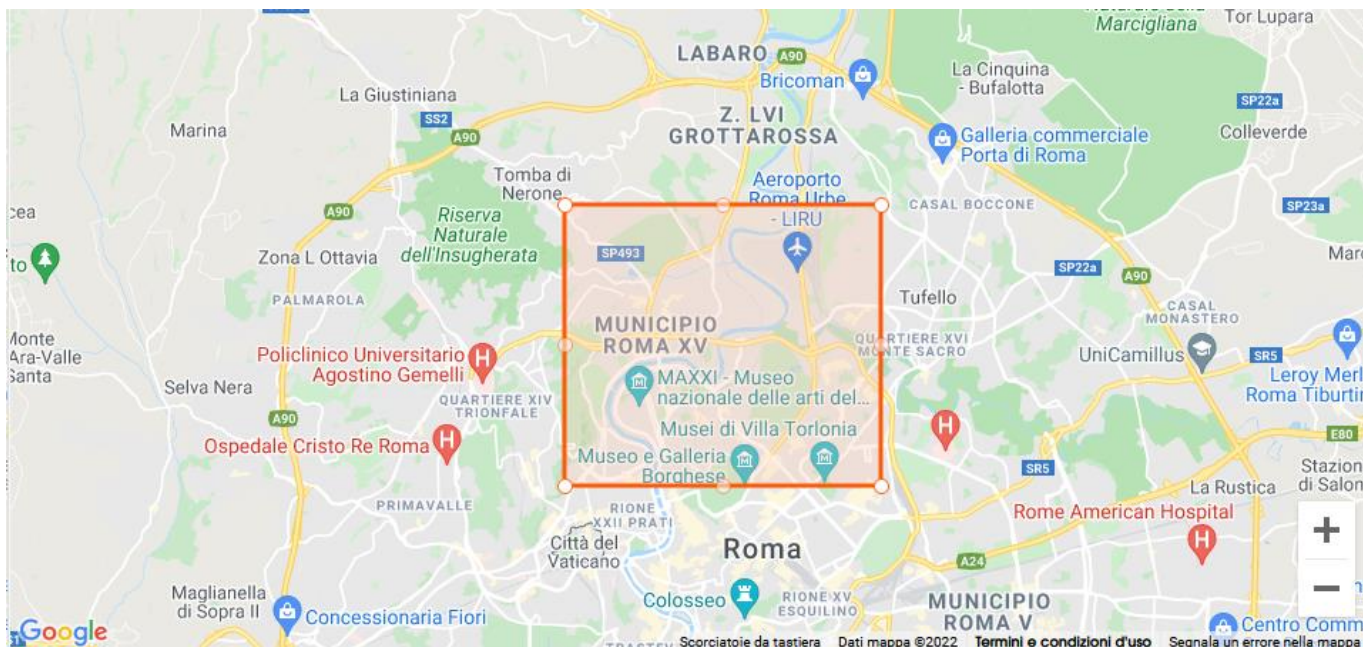 Naturale della
Marcigliana
Tor Lupara
LABARO
A90
Bricoman
La Cinquina
- Bufalotta
La Giustiniana
SS2
SP22a
Marina
A90
Z. LVI
GROTTAROSSA
Galleria commerciale
Porta di Roma
Colleverde
Tomba di
Nerone
Aeroporto
Roma Urbe
- LIRU
CASAL BOCCONE
SP23a
A90
Riserva
Naturale
dell'Insugherata
Zona L Ottavia
SP493
SP22a
A90
PALMAROLA
Tufello
CASAL
MONASTERO
MUNICIPIO
ROMA XV
QUARTIERE XVI
MONTE SACRO
Monte
Ara-Valle
Santa
Policlinico Universitario
Agostino Gemelli
H
UniCamillus
SR5
Selva Nera
MAXXI - Museo
nazionale delle arti del...
Leroy Merl
Roma Tiburtin
QUARTIERE XIV
TRIONFALE
A90
Ospedale Cristo Re Roma
H
Musei di Villa Torlonia
H
E80
Museo e Galleria
Borghese
SR5
Stazion
di Salom
La Rustica
PRIMAVALLE
RIONE
XXII PRATI
Rome American Hospital
H
Città del
Vaticano
Roma
A24
+
−
Maglianella
di Sopra II
Colosseo
RIONE XV
ESQUILINO
MUNICIPIO
ROMA V
Concessionaria Fiori
Centro Comm
Google
Scorciatoie da tastiera
Dati mappa ©2022
Termini e condizioni d'uso
Segnala un errore nella mappa